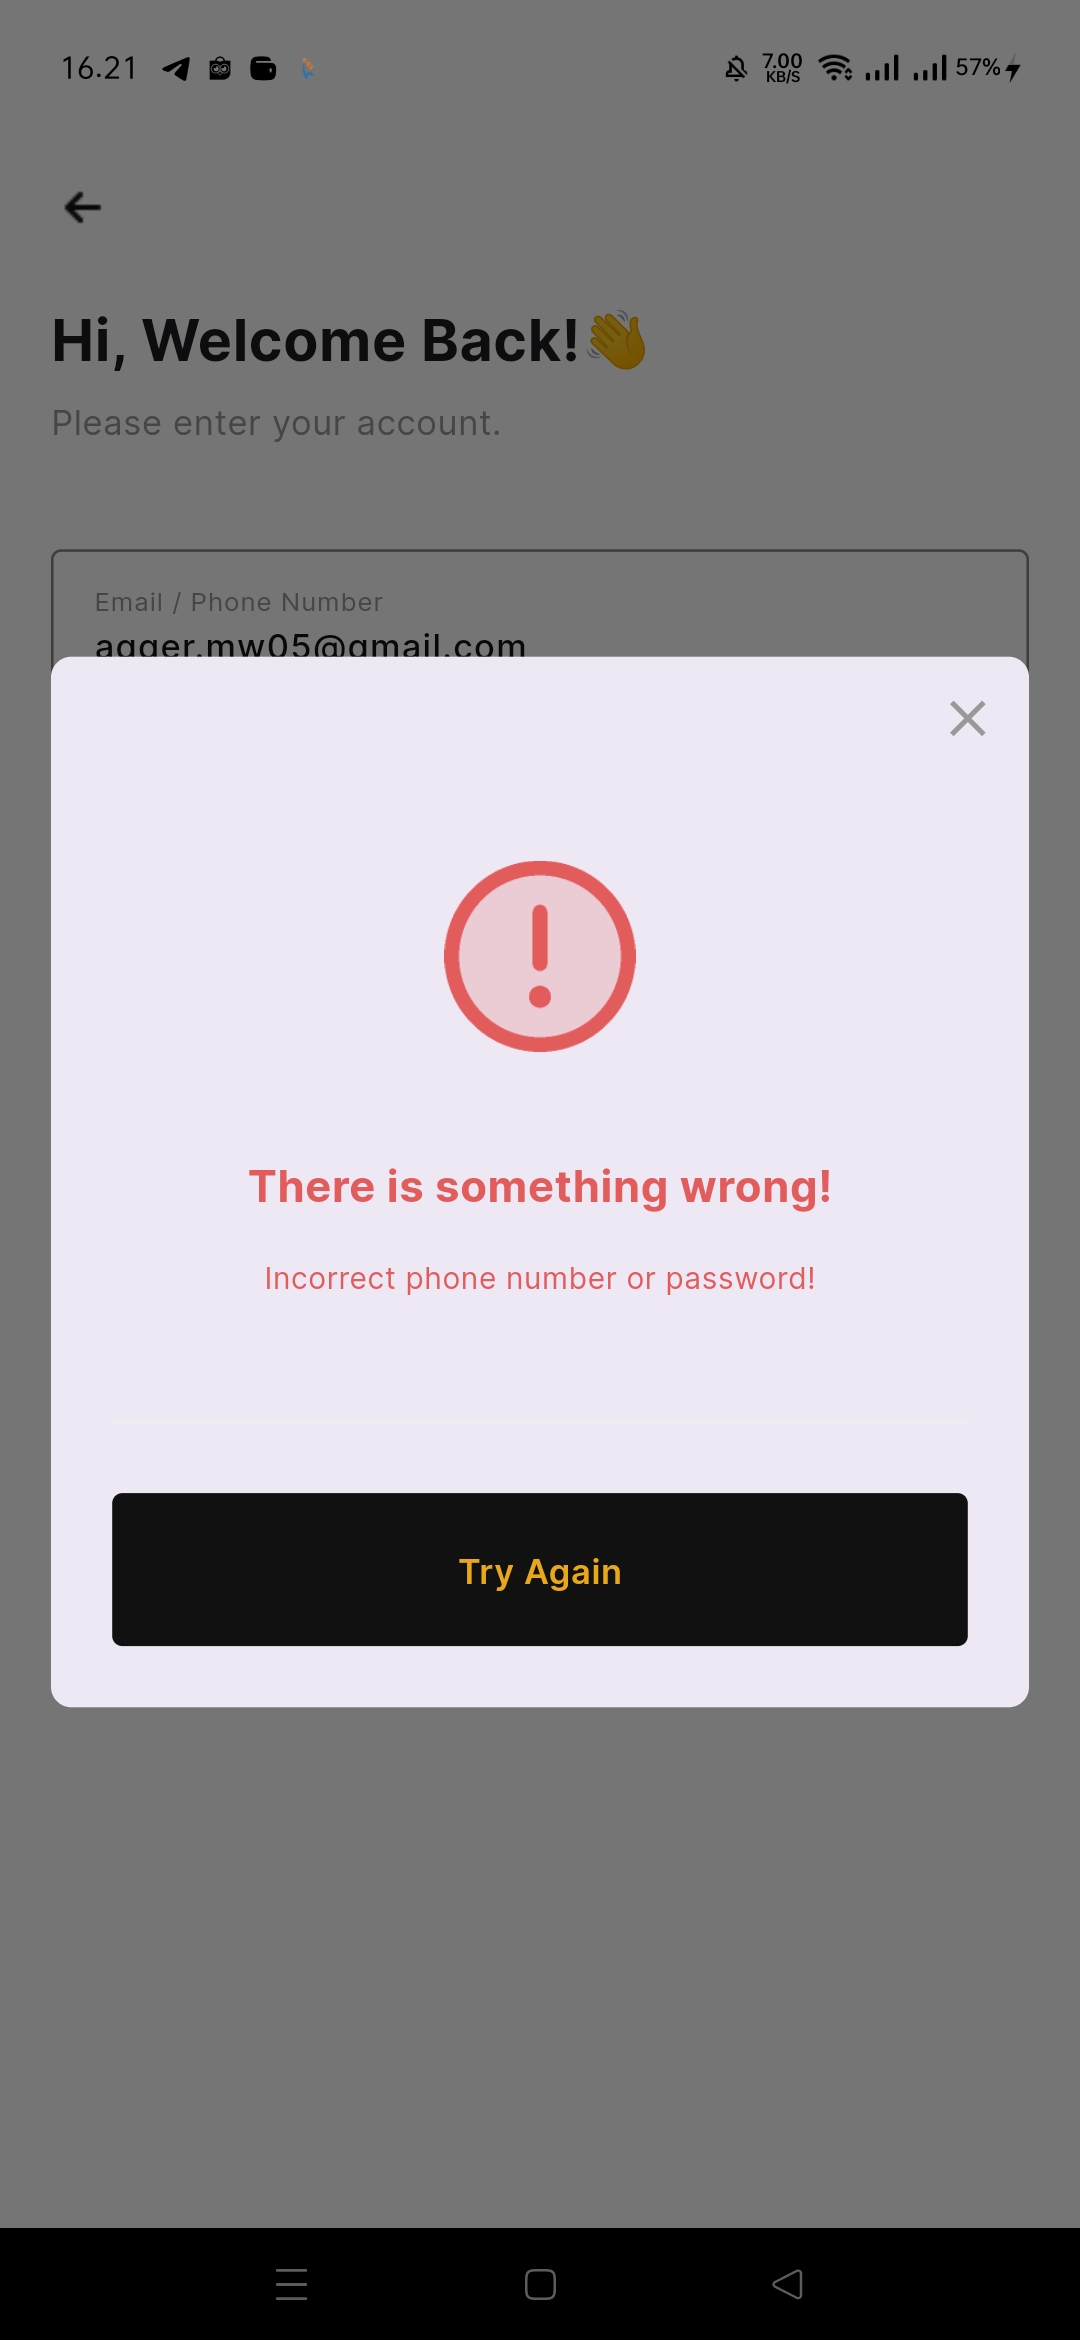 16.21
7.00
KB/S
57%
Hi, Welcome Back!👋
Please enter your account.
Email / Phone Number
agger.mw05@gmail.com
There is something wrong!
Incorrect phone number or password!
Try Again